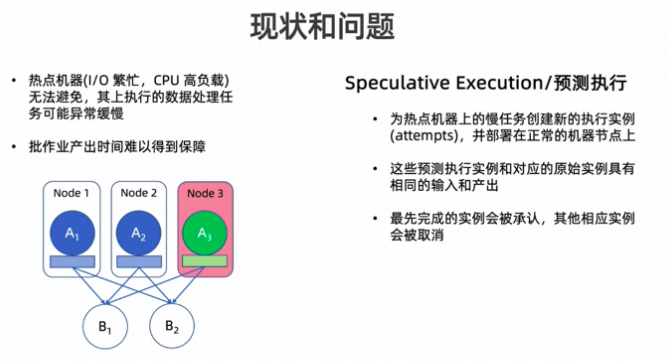 现状和问题
• 热点机器(I/O 繁忙，CPU 高负载)
无法避免，其上执行的数据处理任
务可能异常缓慢
• 批作业产出时间难以得到保障
Node 1
Node 2
Node 3
A1
A2
A3
B1
B2
Speculative Execution/预测执行
• 为热点机器上的慢任务创建新的执行实例
(attempts)，并部署在正常的机器节点上
• 这些预测执行实例和对应的原始实例具有
相同的输入和产出
• 最先完成的实例会被承认，其他相应实例
会被取消